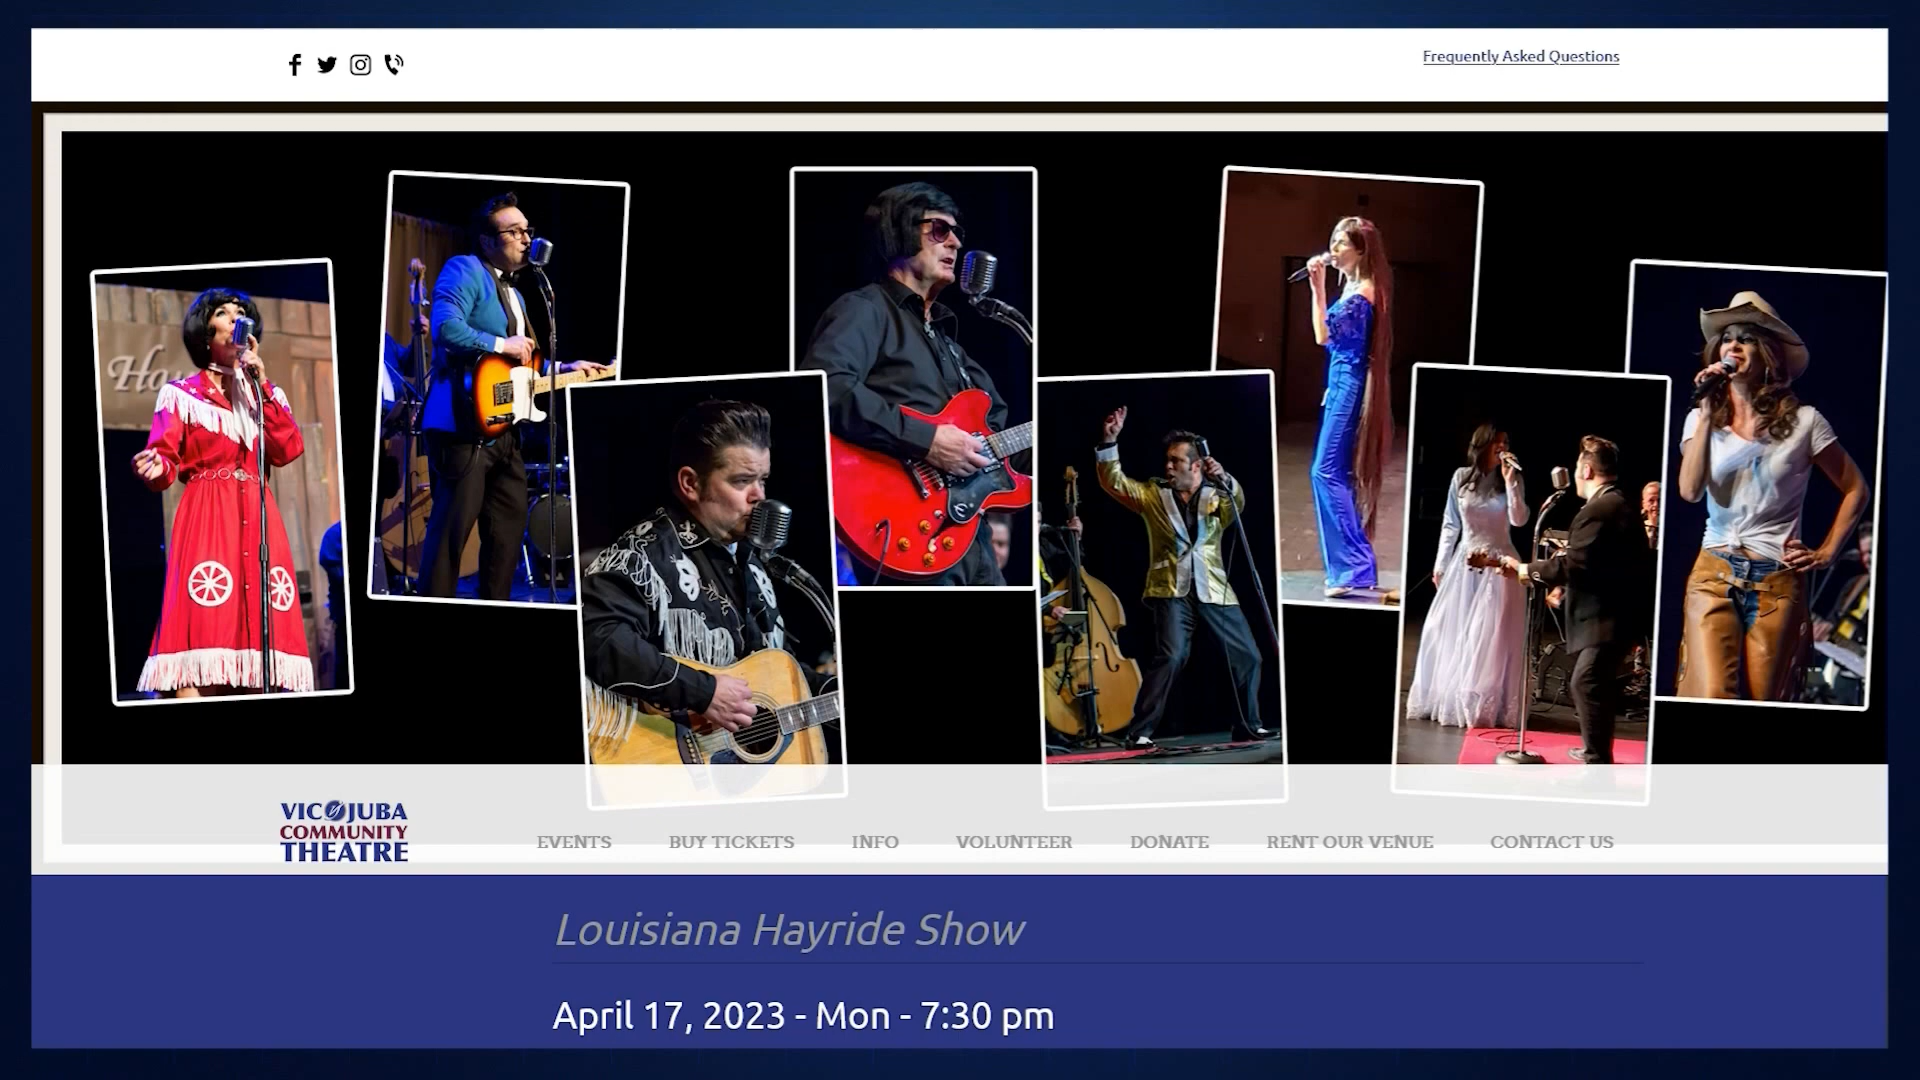 Frequently Asked Questions
VIC JUBA
COMMUNITY
THEATRE
EVENTS
BUY TICKETS
INFO
VOLUNTEER
DONATE
RENT OUR VENUE
CONTACT US
Louisiana Hayride Show
April 17, 2023 - Mon - 7:30 pm